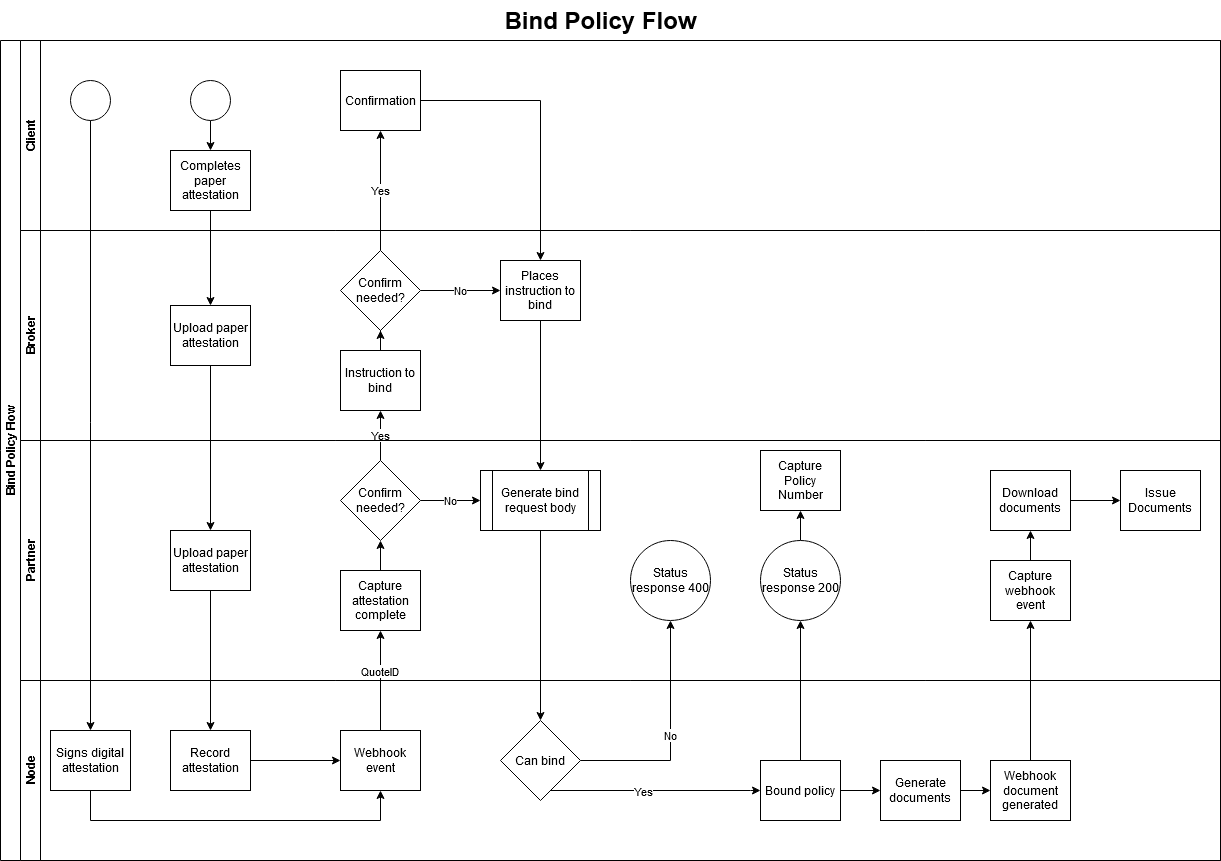 Bind Policy Flow
Bind Policy Flow
Client
Confirmation
Completes
paper
attestation
Yes
Broker
Confirm
needed?
No
Places
instruction to
bind
Upload paper
attestation
Instruction to
bind
Yes
Partner
Confirm
needed?
No
Generate bind
request body
Capture
Policy
Number
Download
documents
Issue
Documents
Upload paper
attestation
Capture
attestation
complete
Status
response 400
Status
response 200
Capture
webhook
event
QuoteID
Node
Signs digital
attestation
Record
attestation
Webhook
event
Can bind
No
Yes
Bound policy
Generate
documents
Webhook
document
generated